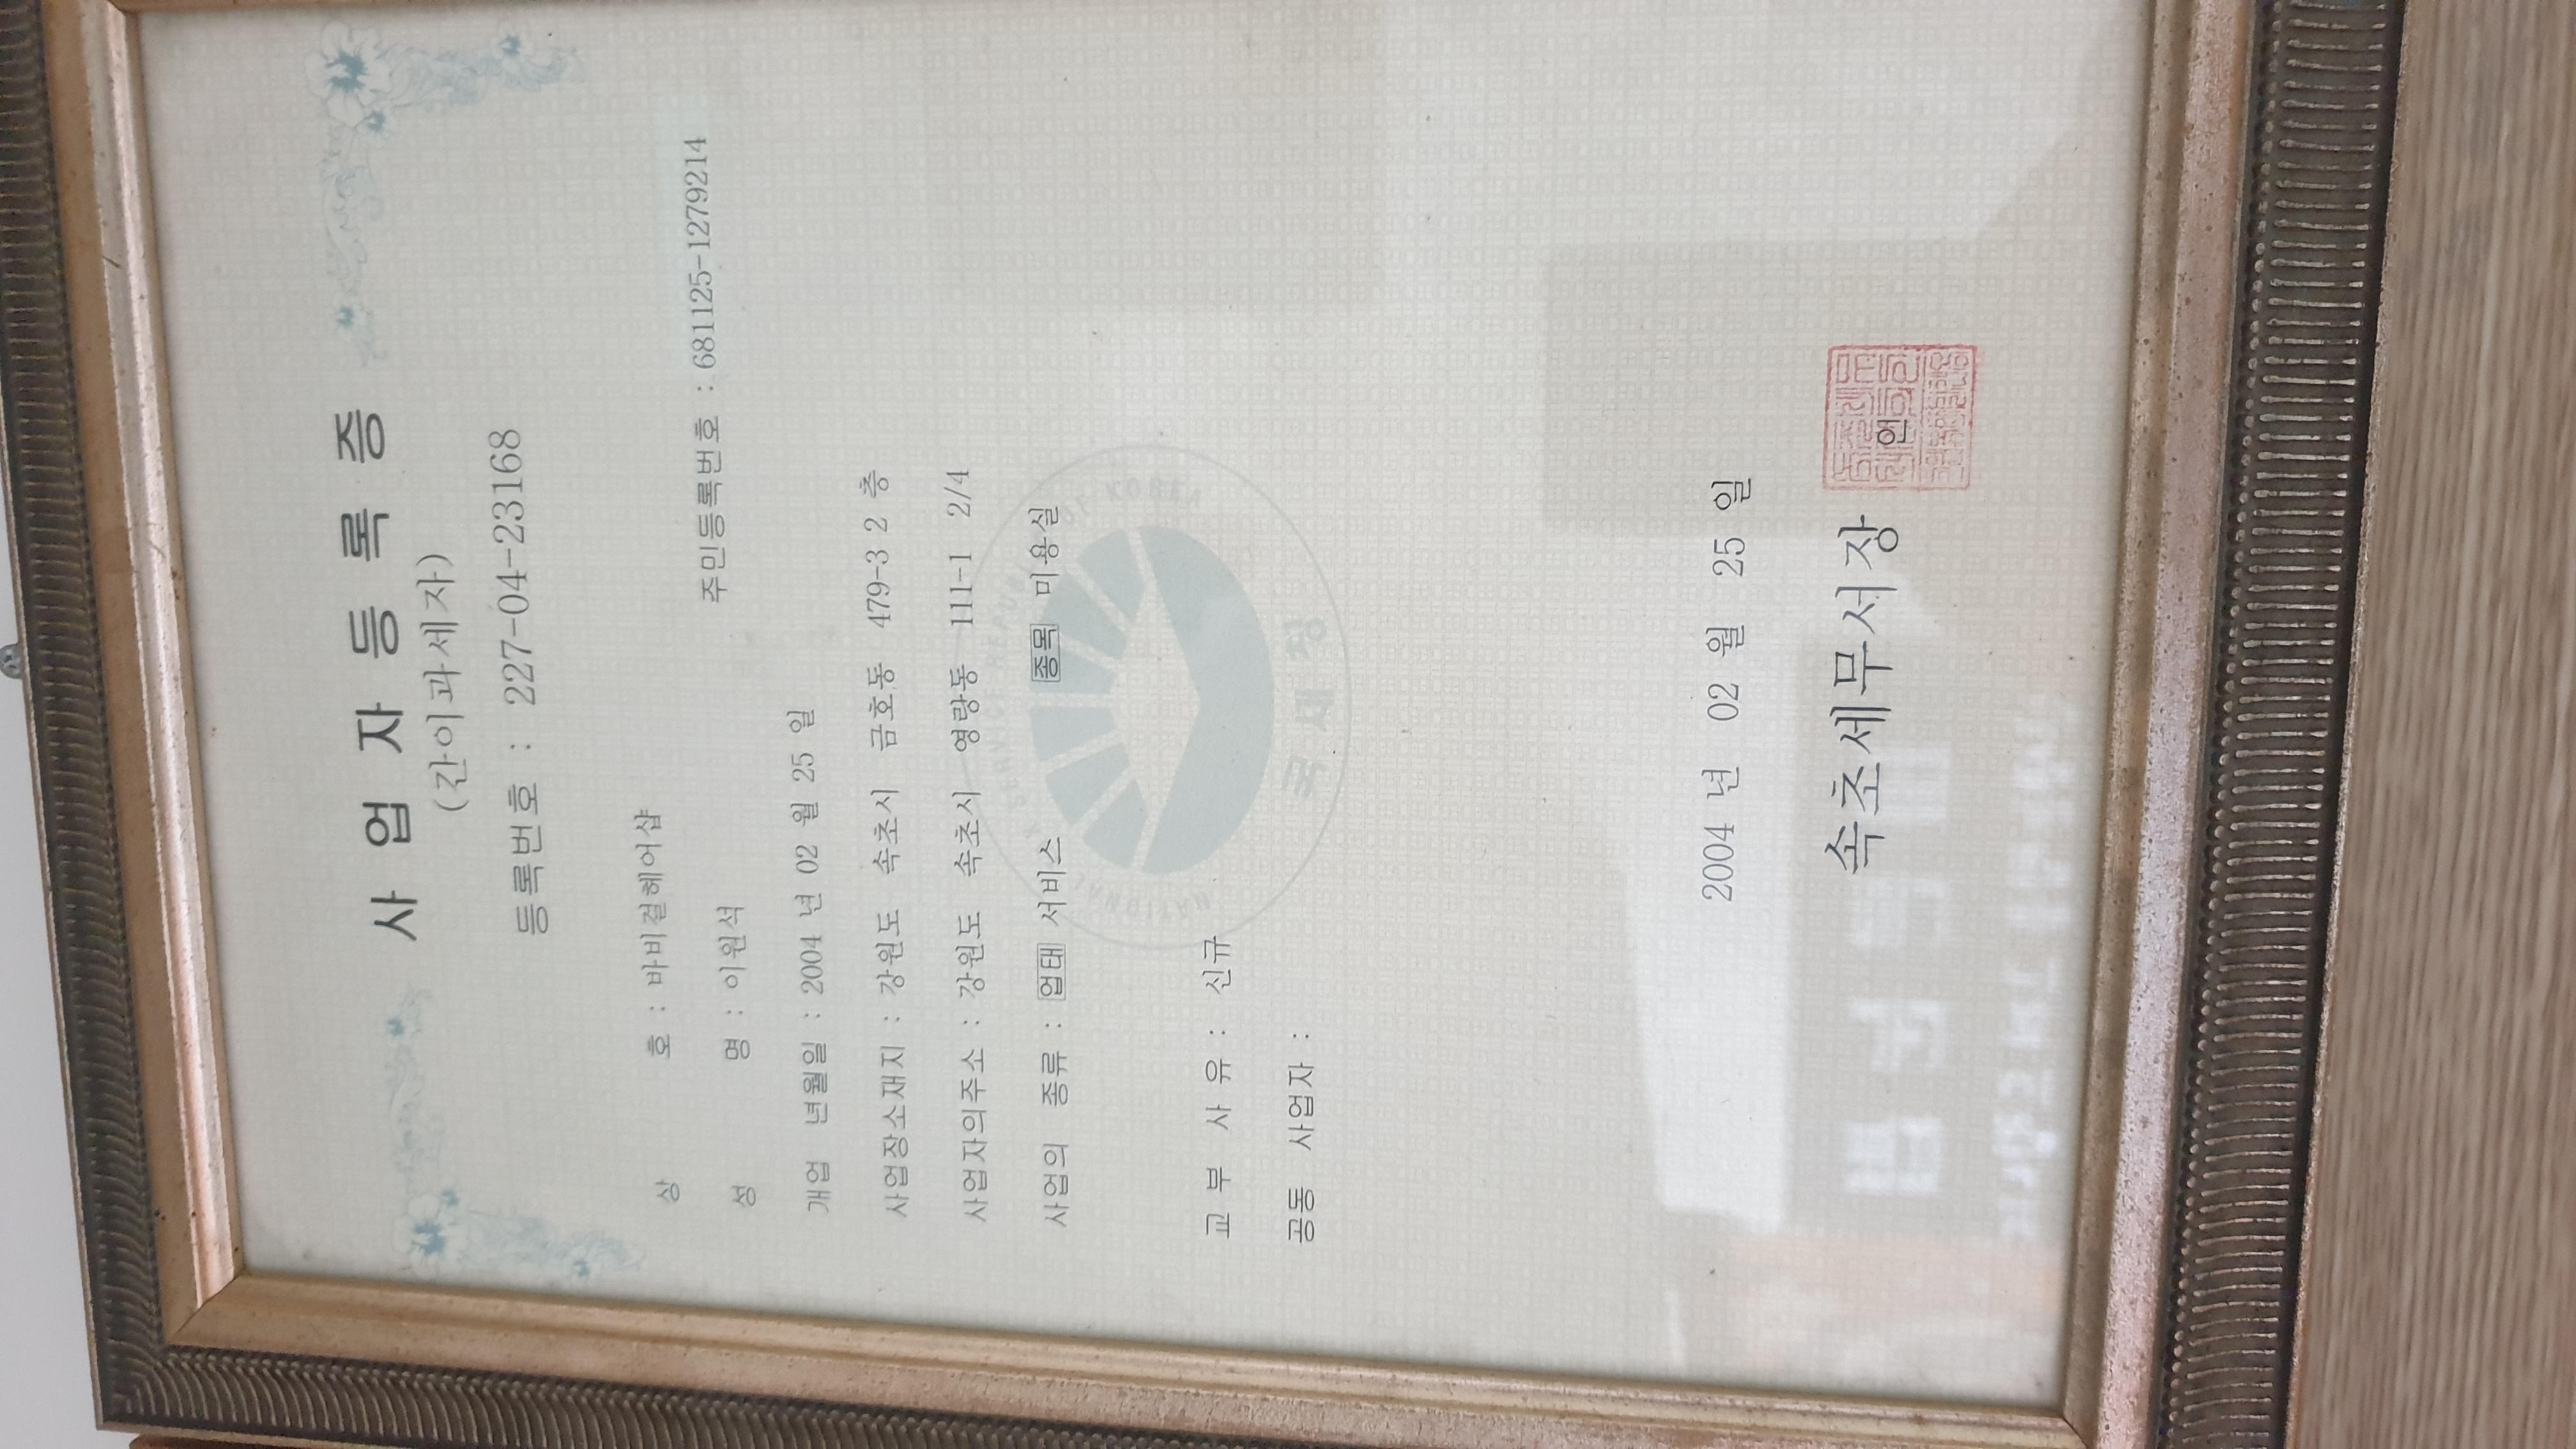 사 업 자 등 록 증
(간이과세자)
등록번호 : 227-04-23168
상 호 : 바비걸헤어샵
성 명 : 이원석 주민등록번호 : 681125-1279214
개업 년월일 : 2004 년 02 월 25 일
사업장소재지 : 강원도 속초시 금호동 479-3 2 층
사업자의주소 : 강원도 속초시 영랑동 111-1 2/4
사업의 종류 : 업태 서비스 종목 미용실
교 부 사 유 : 신규
공동 사업자 :
국세청
2004 년 02 월 25 일
속초세무서장
인